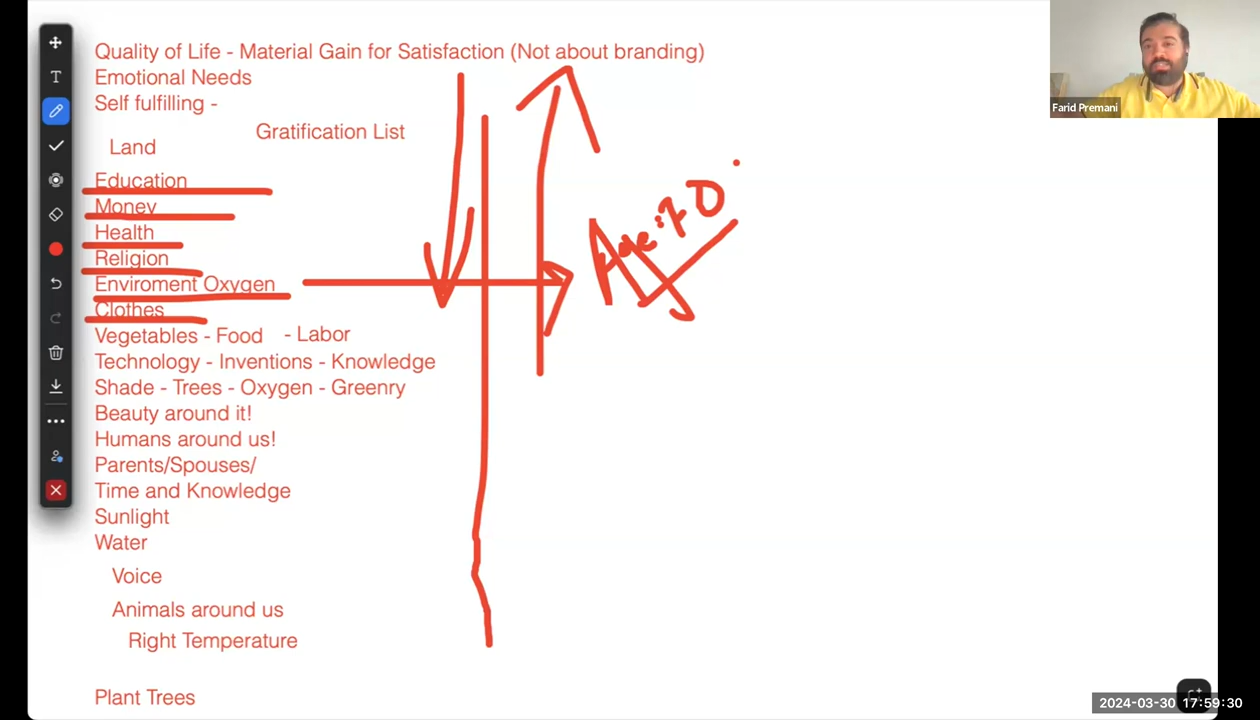 Quality of Life - Material Gain for Satisfaction (Not about branding)
Emotional Needs
Self fulfilling -
Gratification List
Land
Education
Money
Health
Religion
Enviroment Oxygen
Clothes
Vegetables - Food - Labor
Technology - Inventions - Knowledge
Shade - Trees - Oxygen - Greenry
Beauty around it!
Humans around us!
Parents/Spouses/
Time and Knowledge
Sunlight
Water
Voice
Animals around us
Right Temperature
Plant Trees
Age:70
T
Farid Premani
2024-03-30 17:59:30